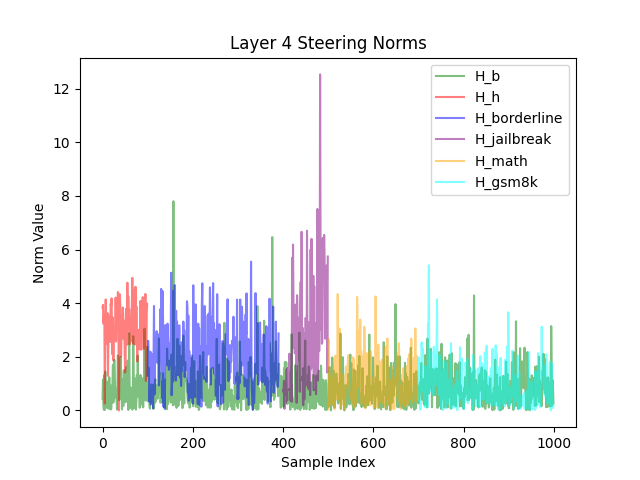 Layer 4 Steering Norms
H_b
H_h
H_borderline
H_jailbreak
H_math
H_gsm8k
12
10
8
6
4
2
0
Norm Value
0
200
400
600
800
1000
Sample Index